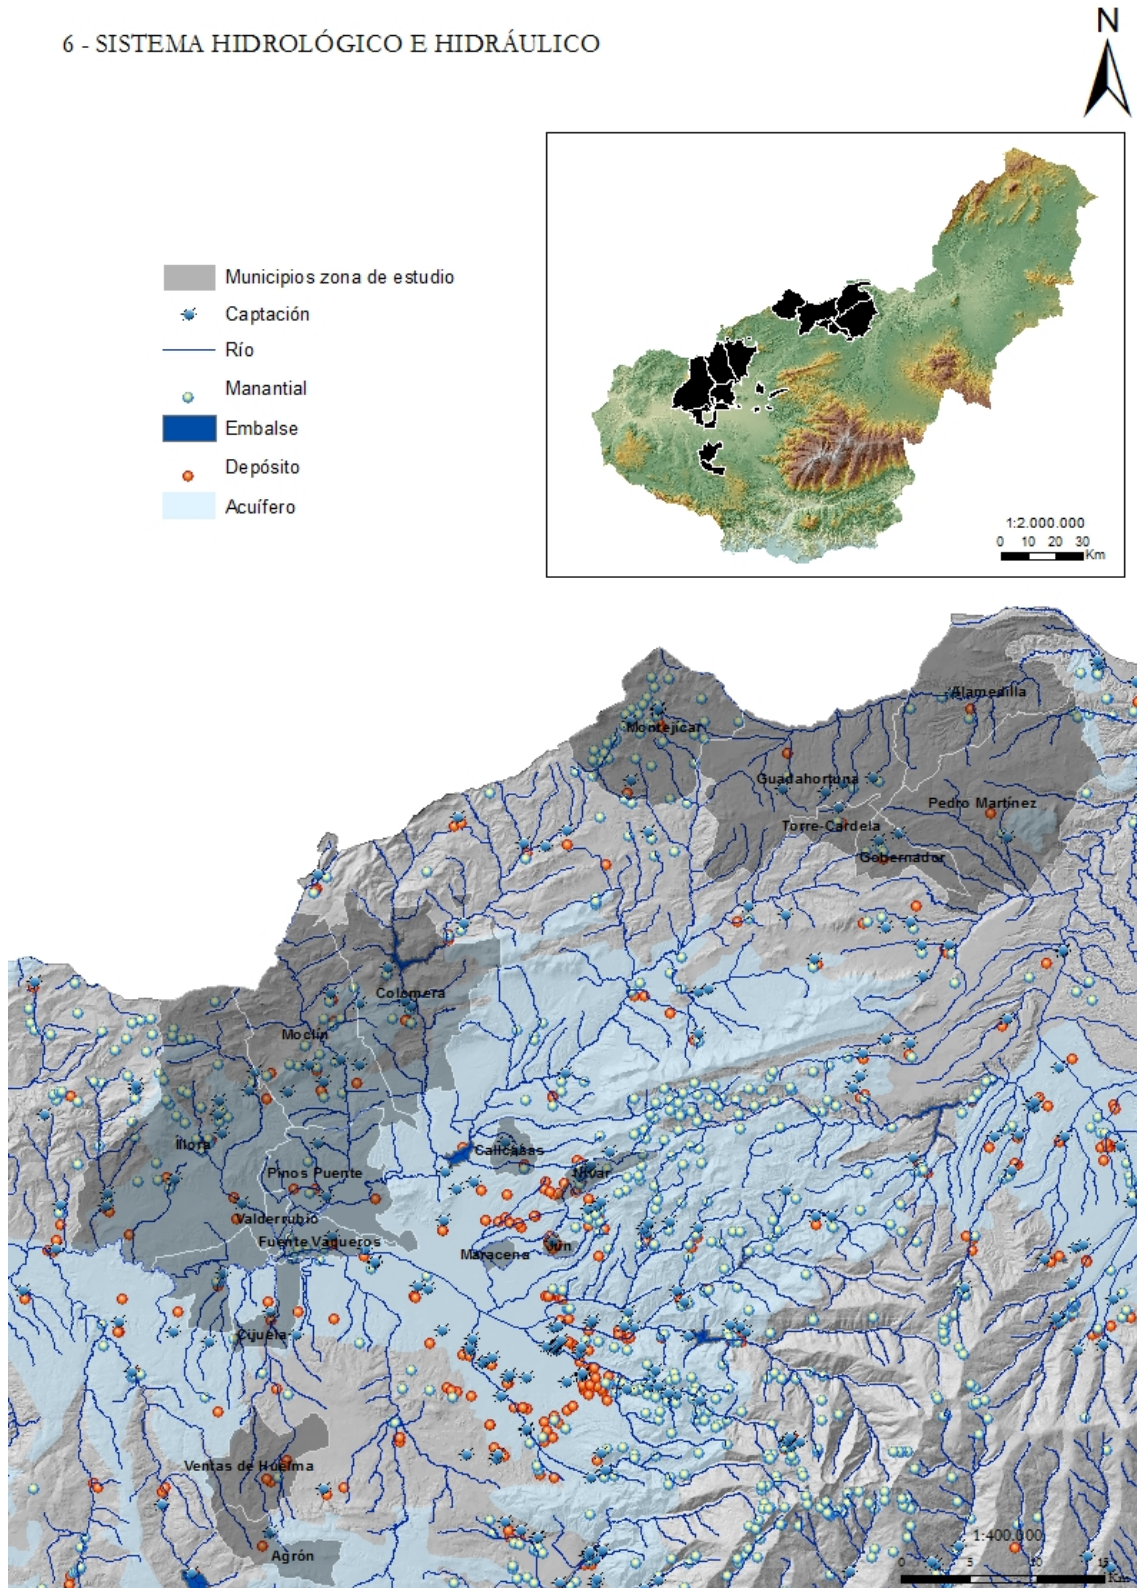 N
6 - SISTEMA HIDROLÓGICO E HIDRÁULICO
Municipios zona de estudio
Captación
Río
Manantial
Embalse
Depósito
Acuífero
1:2.000.000
0 10 20 30
Km
Alamedilla
Montejícar
Guadahortuna
Pedro Martínez
Torre-Cardela
Gobernador
Colomera
Moclín
Íllora
Calicasas
Pinos Puente
Nívar
Valderrubio
Fuente Vaqueros
Maracena
Jun
Cijuela
Ventas de Huelma
Agrón
1:400.000
0 5 10 15
Km